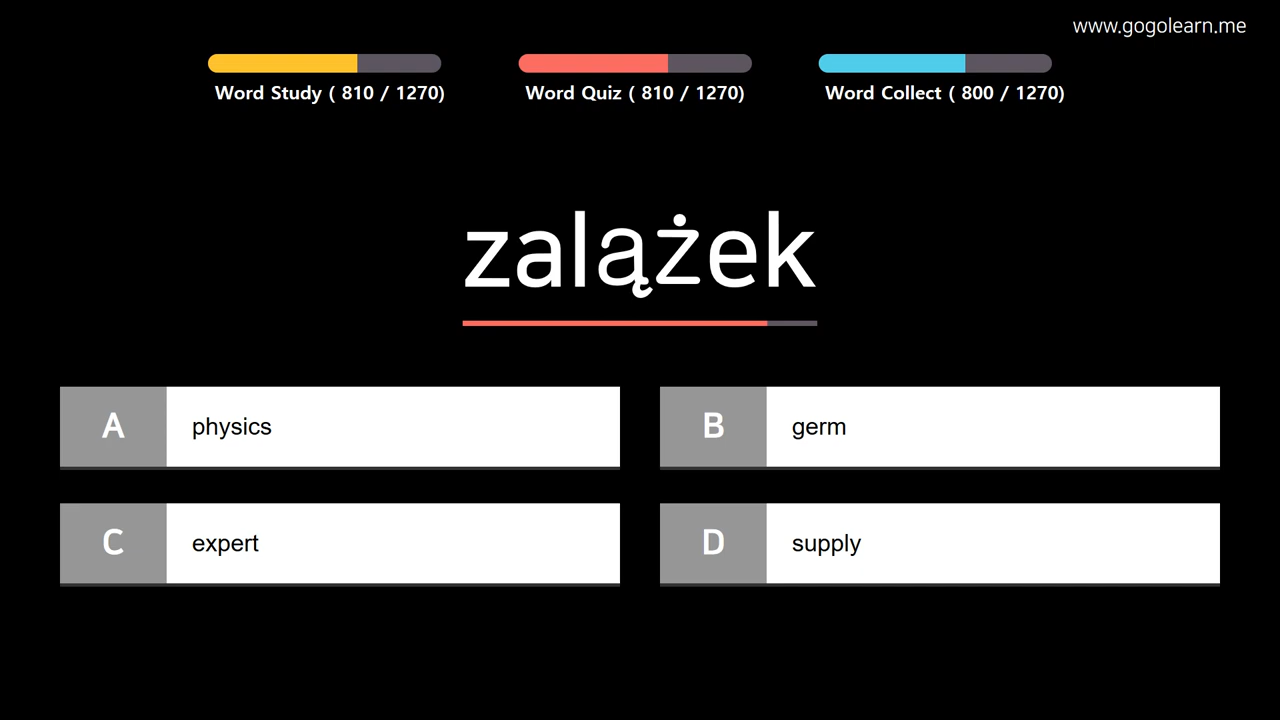 www.gogolearn.me
Word Study ( 810 / 1270)
Word Quiz ( 810 / 1270)
Word Collect ( 800 / 1270)
zalążek
A physics
B germ
C expert
D supply